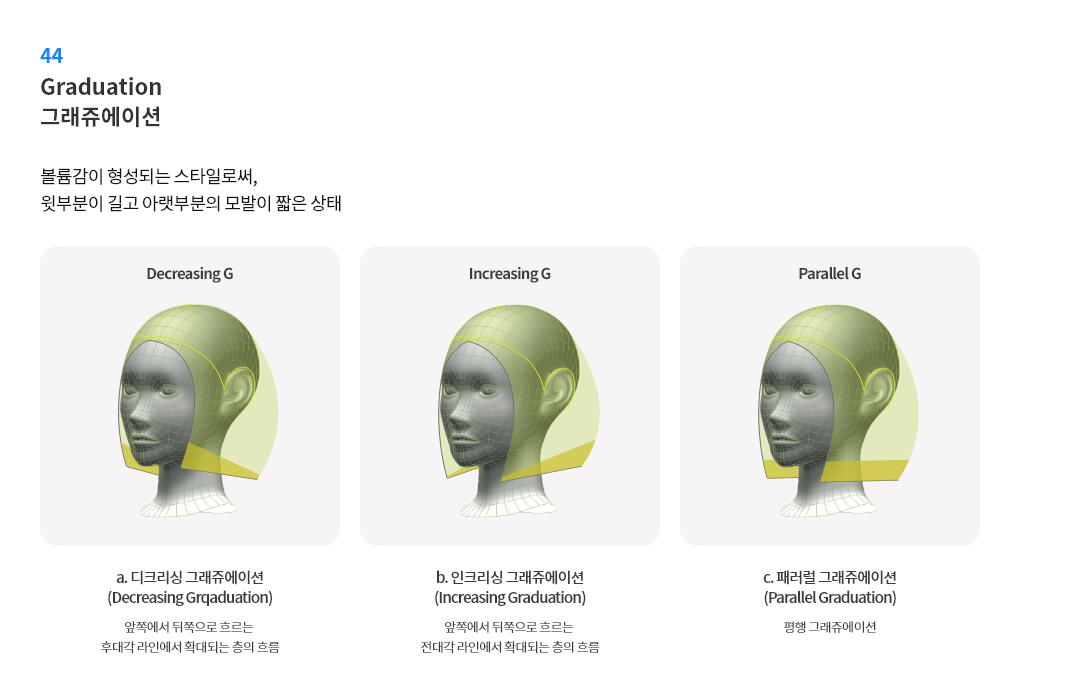 44
Graduation
그래쥬에이션
볼륨감이 형성되는 스타일로써,
윗부분이 길고 아랫부분의 모발이 짧은 상태
Decreasing G
Increasing G
Parallel G
a. 디크리싱 그래쥬에이션
(Decreasing Grqaduation)
앞쪽에서 뒤쪽으로 흐르는
후대각 라인에서 확대되는 층의 흐름
b. 인크리싱 그래쥬에이션
(Increasing Graduation)
앞쪽에서 뒤쪽으로 흐르는
전대각 라인에서 확대되는 층의 흐름
c. 패러럴 그래쥬에이션
(Parallel Graduation)
평행 그래쥬에이션